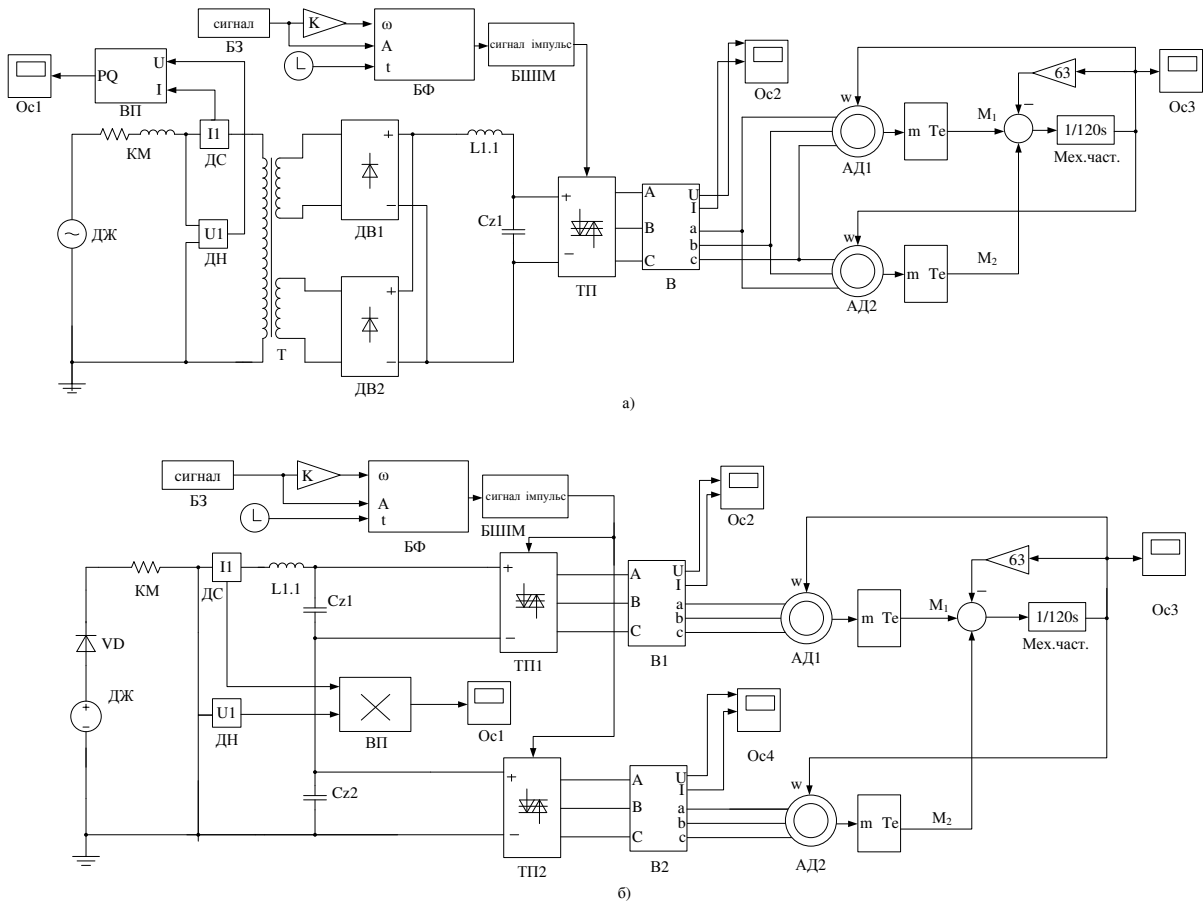 сигнал
БЗ
K
ω
A
t
БФ
сигнал імпульс
БШІМ
Ос1
PQ
U
I
ВП
КМ
I1
ДС
U1
ДН
ДЖ
Т
+
−
ДВ1
+
−
ДВ2
L1.1
Cz1
+
−
ТП
A
B
C
U
I
a
b
c
В
Ос2
w
АД1
w
АД2
m Te
m Te
M₁
M₂
−
63
1/120s
Мех.част.
Ос3
а)
сигнал
БЗ
K
ω
A
t
БФ
сигнал імпульс
БШІМ
КМ
I1
ДС
L1.1
Cz1
VD
ДЖ
+
−
U1
ДН
ВП
Ос1
Cz2
+
−
ТП1
+
−
ТП2
A
B
C
U
I
a
b
c
В1
A
B
C
U
I
a
b
c
В2
Ос2
Ос4
w
АД1
w
АД2
m Te
m Te
M₁
M₂
−
63
1/120s
Мех.част.
Ос3
б)